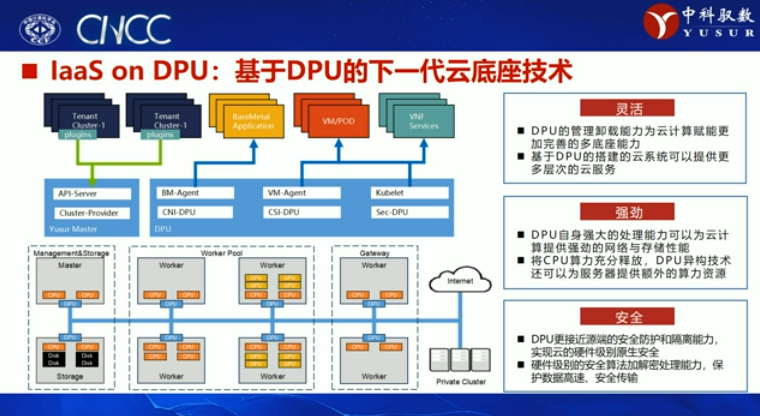 CCF
CNCC
中科驭数
YUSUR
IaaS on DPU：基于DPU的下一代云底座技术
Tenant
Cluster-1
plugins
Tenant
Cluster-1
plugins
BareMetal
Application
VM/POD
VNF
Services
API-Server
Cluster-Provider
Yusur Master
BM-Agent
VM-Agent
Kubelet
CNI-DPU
CSI-DPU
Sec-DPU
DPU
Management&Storage
Worker Pool
Gateway
Master
Worker
Worker
Worker
CPU
CPU
CPU
CPU
GPU
GPU
GPU
GPU
CPU
CPU
CPU
CPU
DPU
DPU
DPU
DPU
DPU
DPU
DPU
DPU
CPU
CPU
CPU
CPU
CPU
CPU
CPU
CPU
Disk
Disk
Disk
Disk
GPU
GPU
GPU
GPU
Storage
Worker
Worker
Worker
Internet
Private Cluster
灵活
DPU的管理卸载能力为云计算赋能更
加完善的多底座能力
基于DPU的搭建的云系统可以提供更
多层次的云服务
强劲
DPU自身强大的处理能力可以为云计
算提供强劲的网络与存储性能
将CPU算力充分释放，DPU异构技术
还可以为服务器提供额外的算力资源
安全
DPU更接近源端的安全防护和隔离能力，
实现云的硬件级别原生安全
硬件级别的安全算法加解密处理能力，保
护数据高速、安全传输